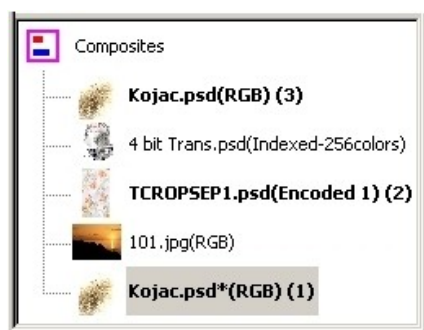 Composites
Kojac.psd(RGB) (3)
4 bit Trans.psd(Indexed-256colors)
TCROPSEP1.psd(Encoded 1) (2)
101.jpg(RGB)
Kojac.psd*(RGB) (1)